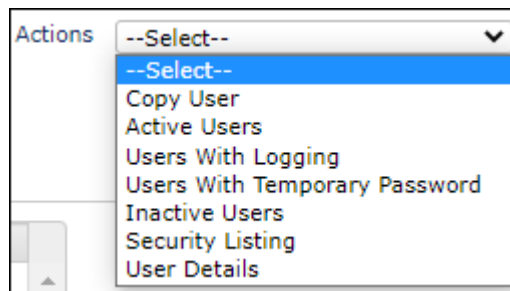 Actions --Select--
--Select--
Copy User
Active Users
Users With Logging
Users With Temporary Password
Inactive Users
Security Listing
User Details